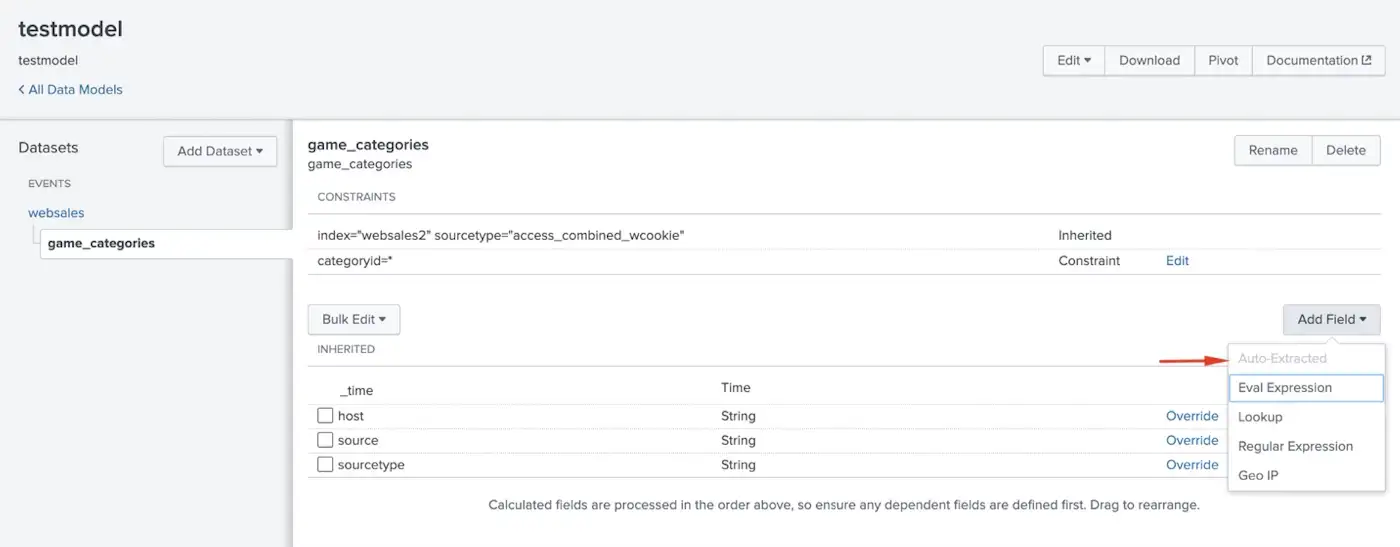 testmodel
testmodel
Edit Download Pivot Documentation
All Data Models
Datasets
Add Dataset
EVENTS
websales
game_categories
game_categories
game_categories
Rename Delete
CONSTRAINTS
index="websales2" sourcetype="access_combined_wcookie" Inherited
categoryid=* Constraint Edit
Bulk Edit
Add Field
INHERITED
Auto-Extracted
Eval Expression
Lookup
Regular Expression
Geo IP
_time Time
host String Override
source String Override
sourcetype String Override
Calculated fields are processed in the order above, so ensure any dependent fields are defined first. Drag to rearrange.